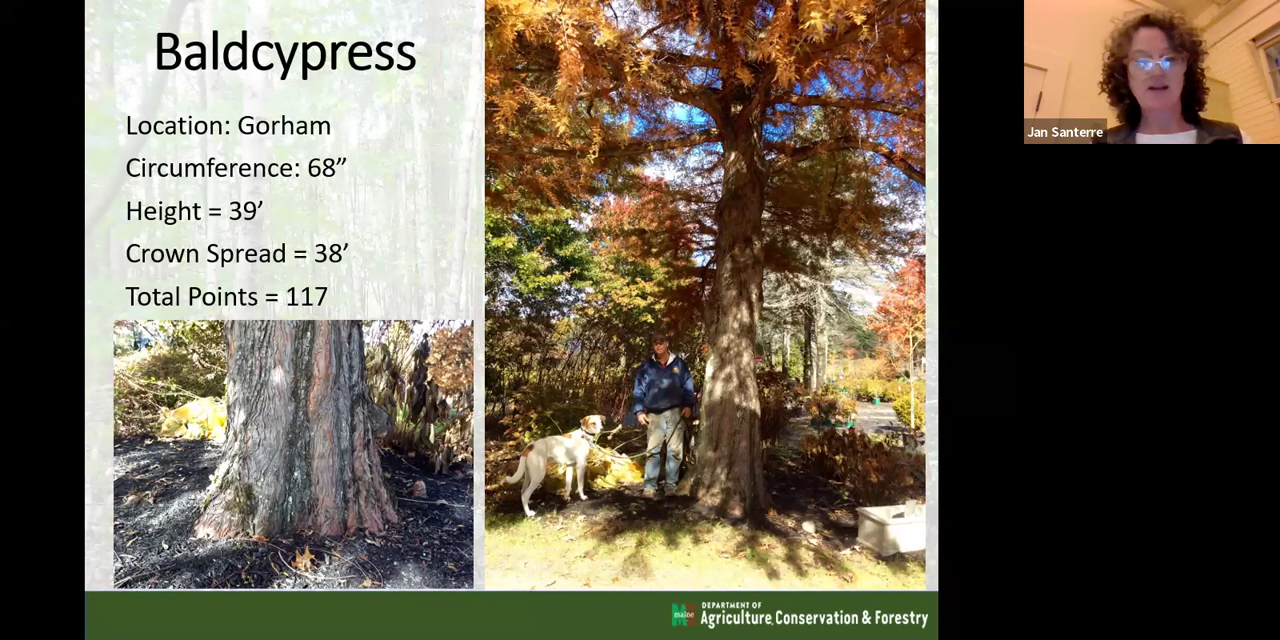 Baldcypress
Location: Gorham
Circumference: 68”
Height = 39’
Crown Spread = 38’
Total Points = 117
Jan Santerre
maine
DEPARTMENT OF
Agriculture, Conservation & Forestry